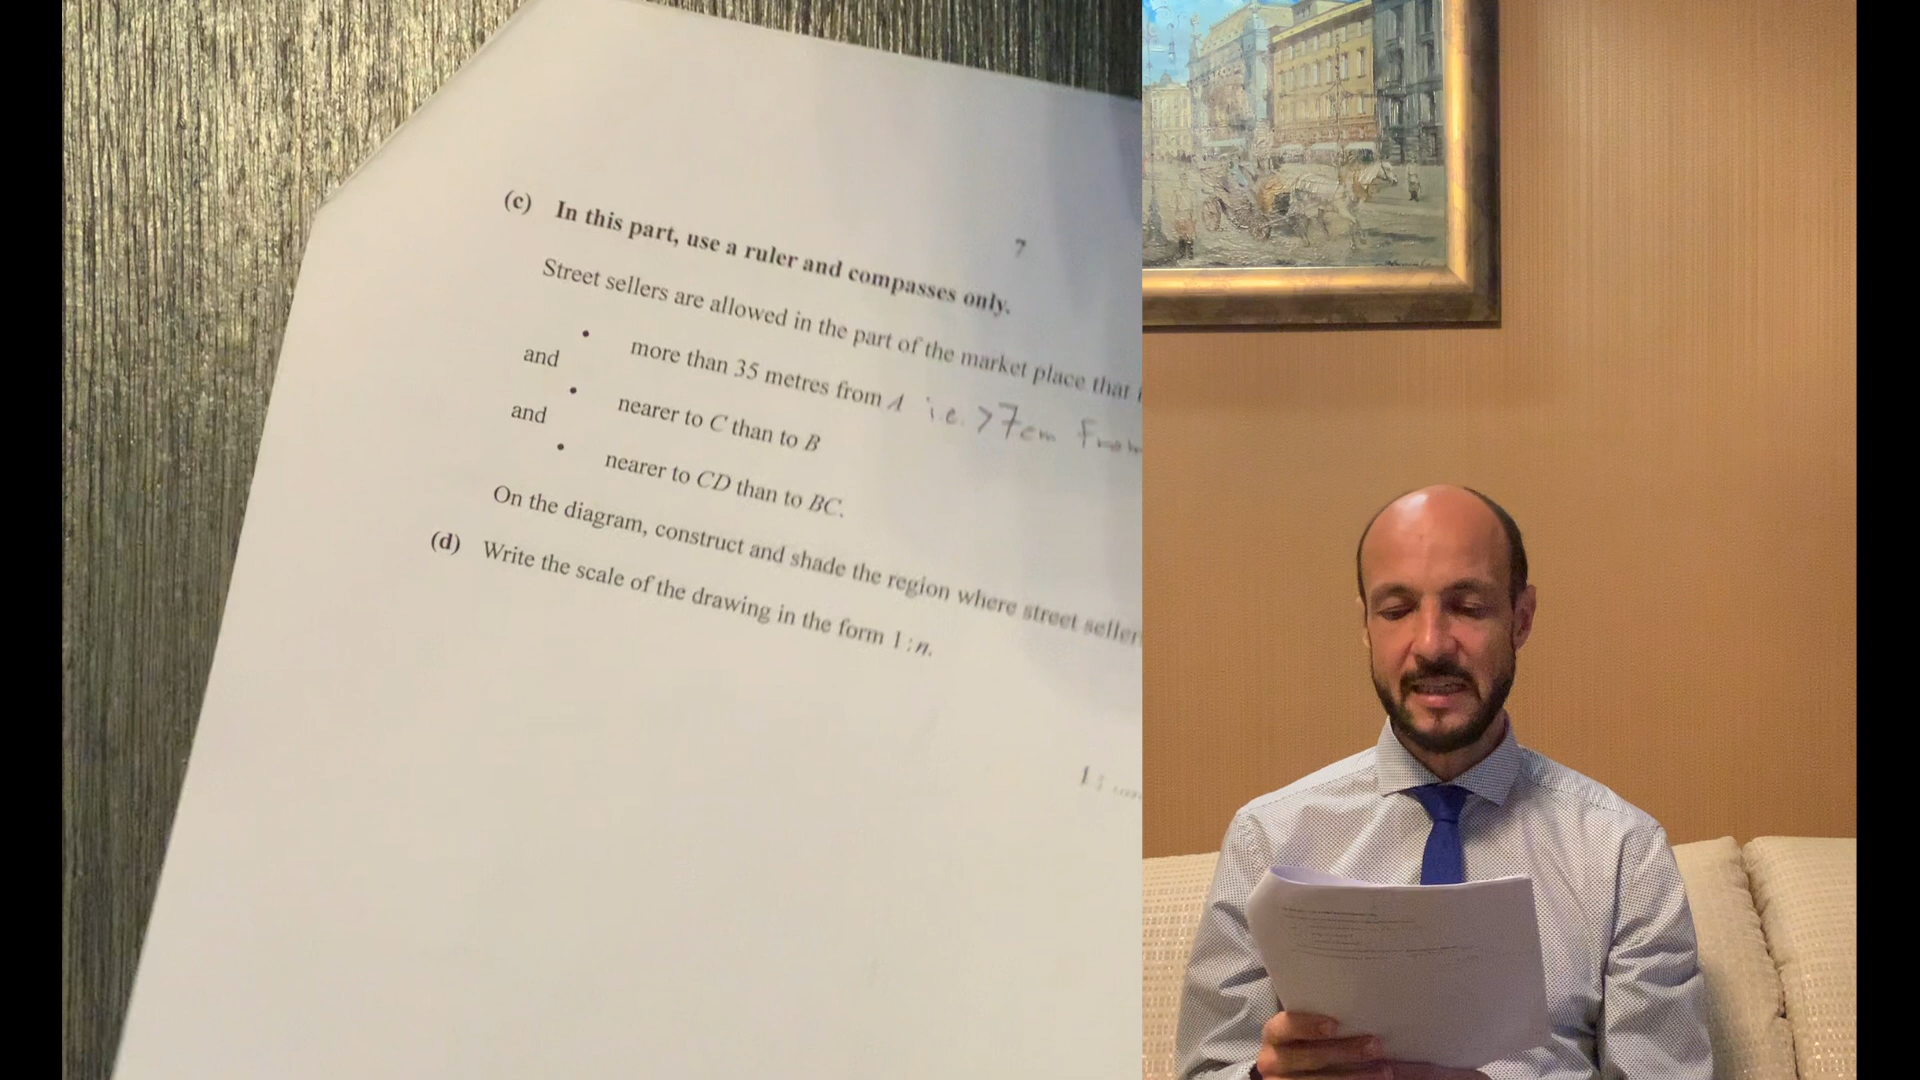 7
(c) In this part, use a ruler and compasses only.
Street sellers are allowed in the part of the market place that
• more than 35 metres from A i.e. >7cm from
and
• nearer to C than to B
and
• nearer to CD than to BC.
On the diagram, construct and shade the region where street seller
(d) Write the scale of the drawing in the form 1 : n.
1 :